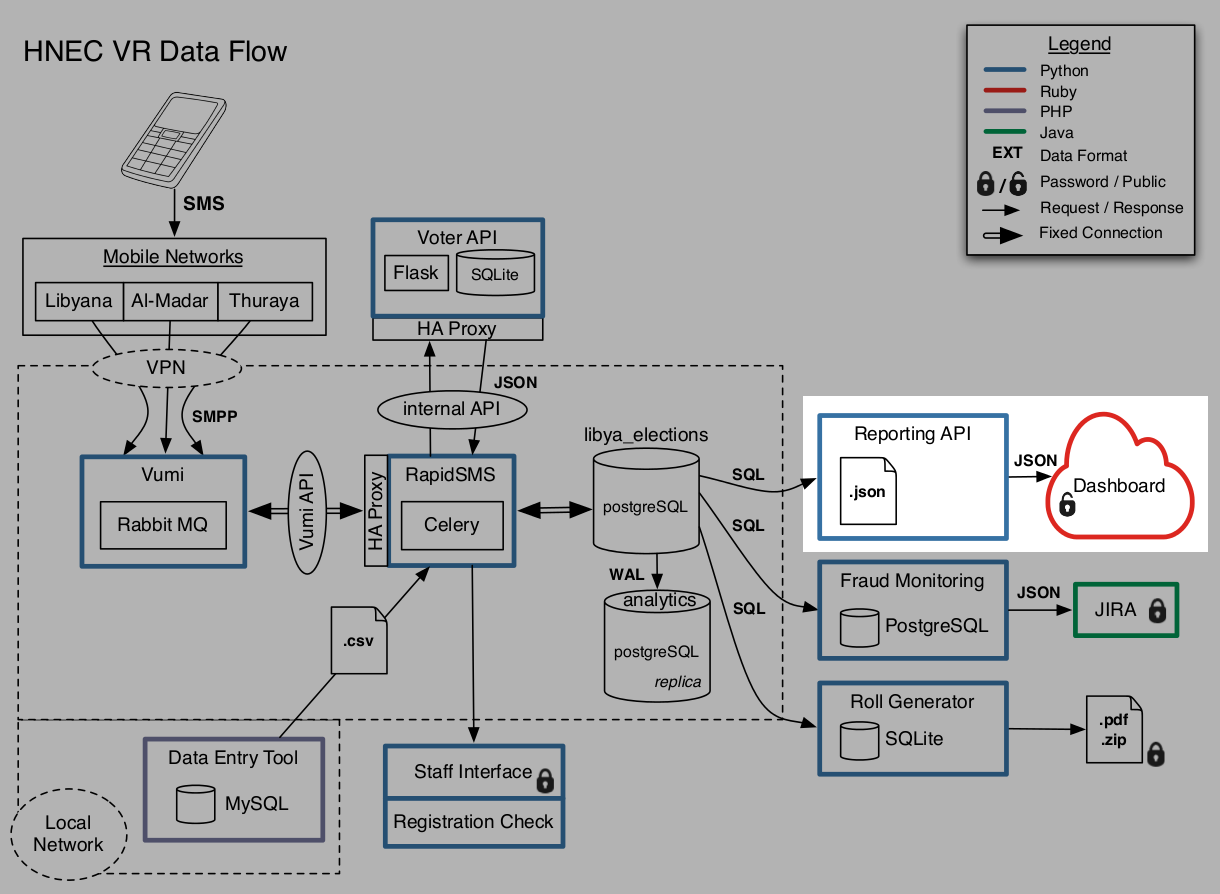 HNEC VR Data Flow
Legend
Python
Ruby
PHP
Java
EXT Data Format
/ Password / Public
Request / Response
Fixed Connection
SMS
Mobile Networks
Libyana Al-Madar Thuraya
VPN
SMPP
Voter API
Flask SQLite
HA Proxy
JSON
internal API
Vumi
Rabbit MQ
Vumi API
HA Proxy
RapidSMS
Celery
libya_elections
postgreSQL
WAL
analytics
postgreSQL
replica
SQL
SQL
SQL
Reporting API
.json
JSON
Dashboard
Fraud Monitoring
PostgreSQL
JSON
JIRA
Roll Generator
SQLite
.pdf
.zip
.csv
Data Entry Tool
MySQL
Local
Network
Staff Interface
Registration Check